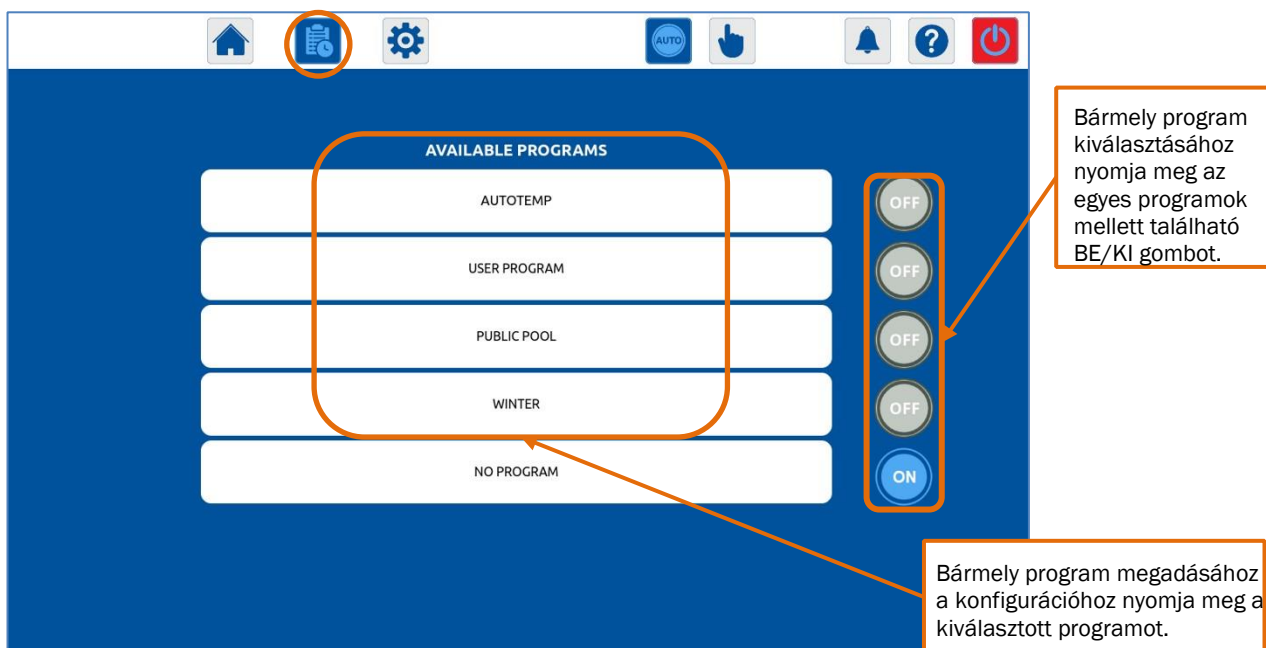 AUTO
?
AVAILABLE PROGRAMS
AUTOTEMP
OFF
USER PROGRAM
OFF
PUBLIC POOL
OFF
WINTER
OFF
NO PROGRAM
ON
Bármely program
kiválasztásához
nyomja meg az
egyes programok
mellett található
BE/KI gombot.
Bármely program megadásához
a konfigurációhoz nyomja meg a
kiválasztott programot.